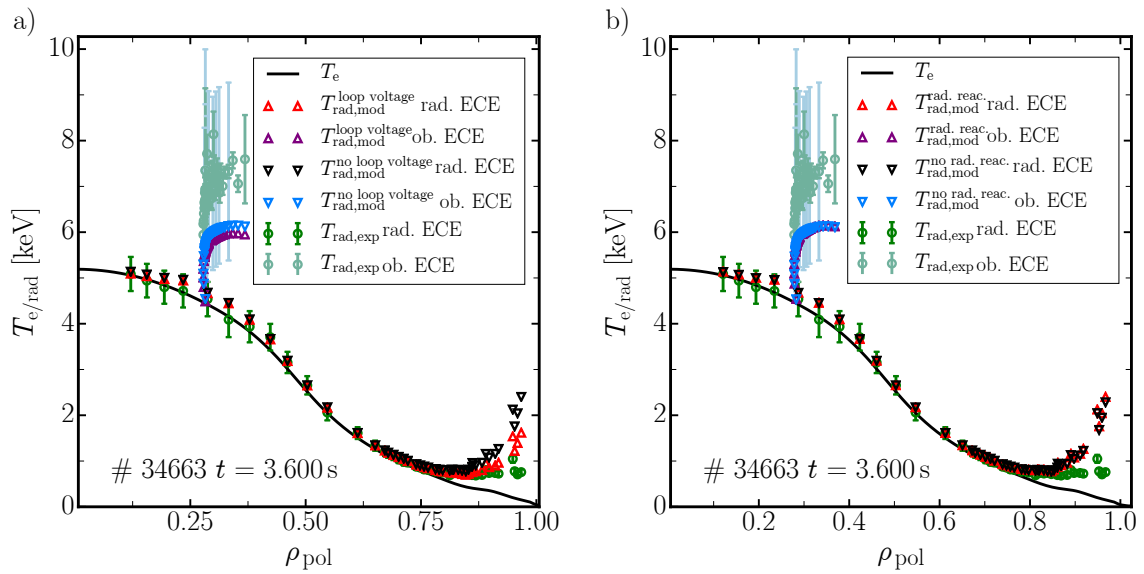 a)
10
8
6
4
2
0
T_e/rad [keV]
T_e
T_rad,mod^loop voltage rad. ECE
T_rad,mod^loop voltage ob. ECE
T_rad,mod^no loop voltage rad. ECE
T_rad,mod^no loop voltage ob. ECE
T_rad,exp rad. ECE
T_rad,exp ob. ECE
# 34663 t = 3.600 s
0.25 0.50 0.75 1.00
ρ_pol
b)
10
8
6
4
2
0
T_e/rad [keV]
T_e
T_rad,mod^rad. reac. rad. ECE
T_rad,mod^rad. reac. ob. ECE
T_rad,mod^no rad. reac. rad. ECE
T_rad,mod^no rad. reac. ob. ECE
T_rad,exp rad. ECE
T_rad,exp ob. ECE
# 34663 t = 3.600 s
0.2 0.4 0.6 0.8 1.0
ρ_pol